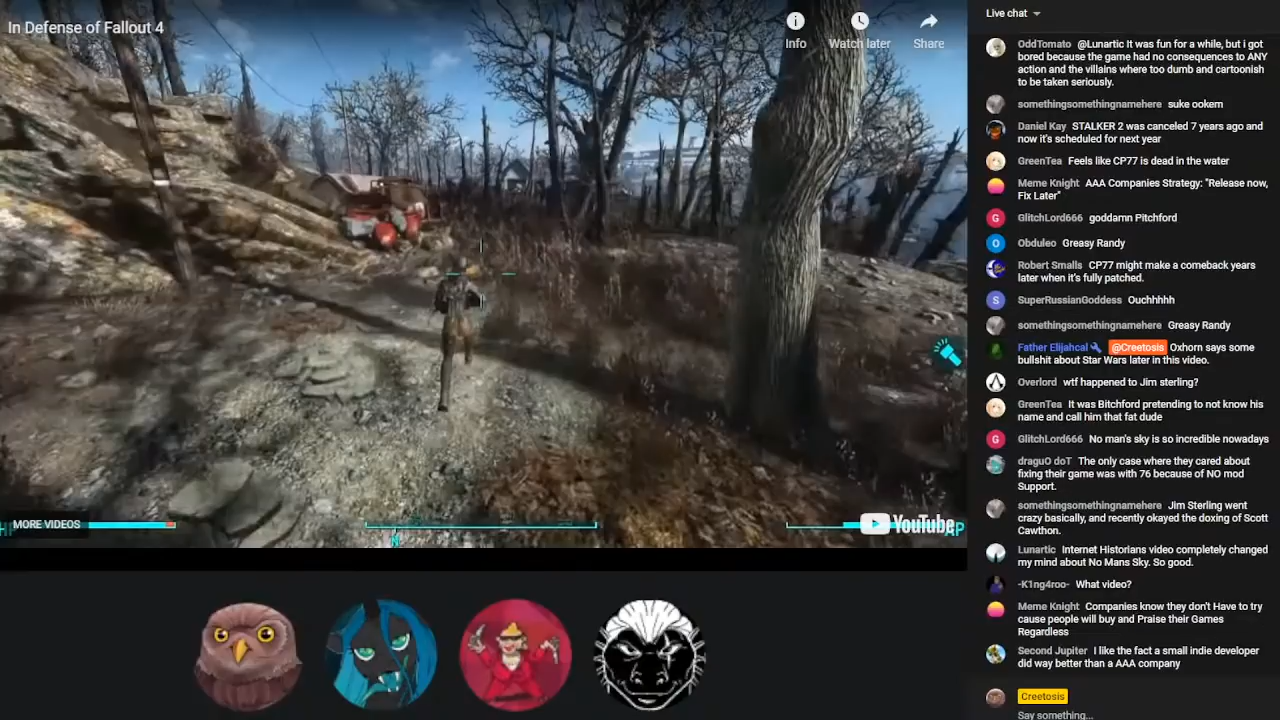 In Defense of Fallout 4
Info
Watch later
Share
MORE VIDEOS
HP
N
YouTube
AP
Live chat
OddTomato @Lunartic It was fun for a while, but i got
bored because the game had no consequences to ANY
action and the villains where too dumb and cartoonish
to be taken seriously.
somethingsomethingnamehere suke ookem
Daniel Kay STALKER 2 was canceled 7 years ago and
now it's scheduled for next year
GreenTea Feels like CP77 is dead in the water
Meme Knight AAA Companies Strategy: "Release now,
Fix Later"
G
GlitchLord666 goddamn Pitchford
O
Obduleo Greasy Randy
Robert Smalls CP77 might make a comeback years
later when it's fully patched.
S
SuperRussianGoddess Ouchhhhh
somethingsomethingnamehere Greasy Randy
Father Elijahcal @Creetosis Oxhorn says some
bullshit about Star Wars later in this video.
Overlord wtf happened to Jim sterling?
GreenTea It was Bitchford pretending to not know his
name and call him that fat dude
G
GlitchLord666 No man's sky is so incredible nowadays
draguO doT The only case where they cared about
fixing their game was with 76 because of NO mod
Support.
somethingsomethingnamehere Jim Sterling went
crazy basically, and recently okayed the doxing of Scott
Cawthon.
Lunartic Internet Historians video completely changed
my mind about No Mans Sky. So good.
-K1ng4roo- What video?
Meme Knight Companies know they don't Have to try
cause people will buy and Praise their Games
Regardless
Second Jupiter I like the fact a small indie developer
did way better than a AAA company
Creetosis
Say something...